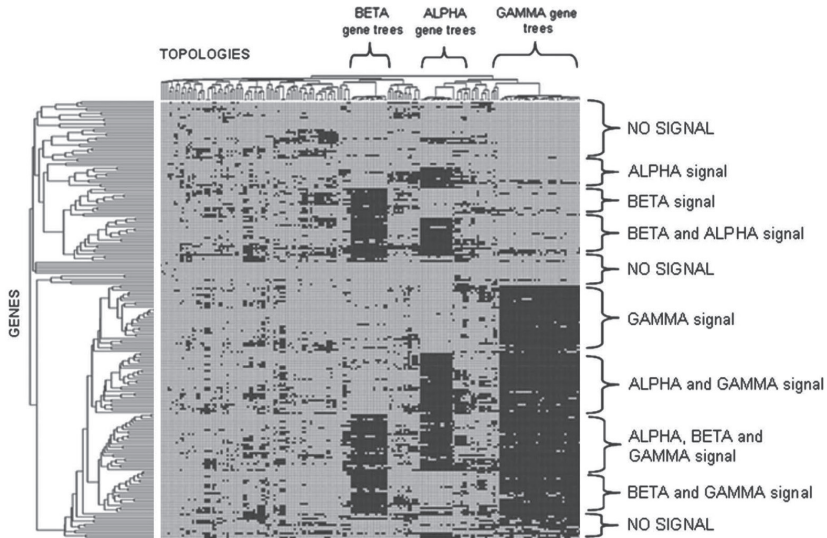 BETA
gene trees
ALPHA
gene trees
GAMMA gene
trees
TOPOLOGIES
GENES
NO SIGNAL
ALPHA signal
BETA signal
BETA and ALPHA signal
NO SIGNAL
GAMMA signal
ALPHA and GAMMA signal
ALPHA, BETA and
GAMMA signal
BETA and GAMMA signal
NO SIGNAL